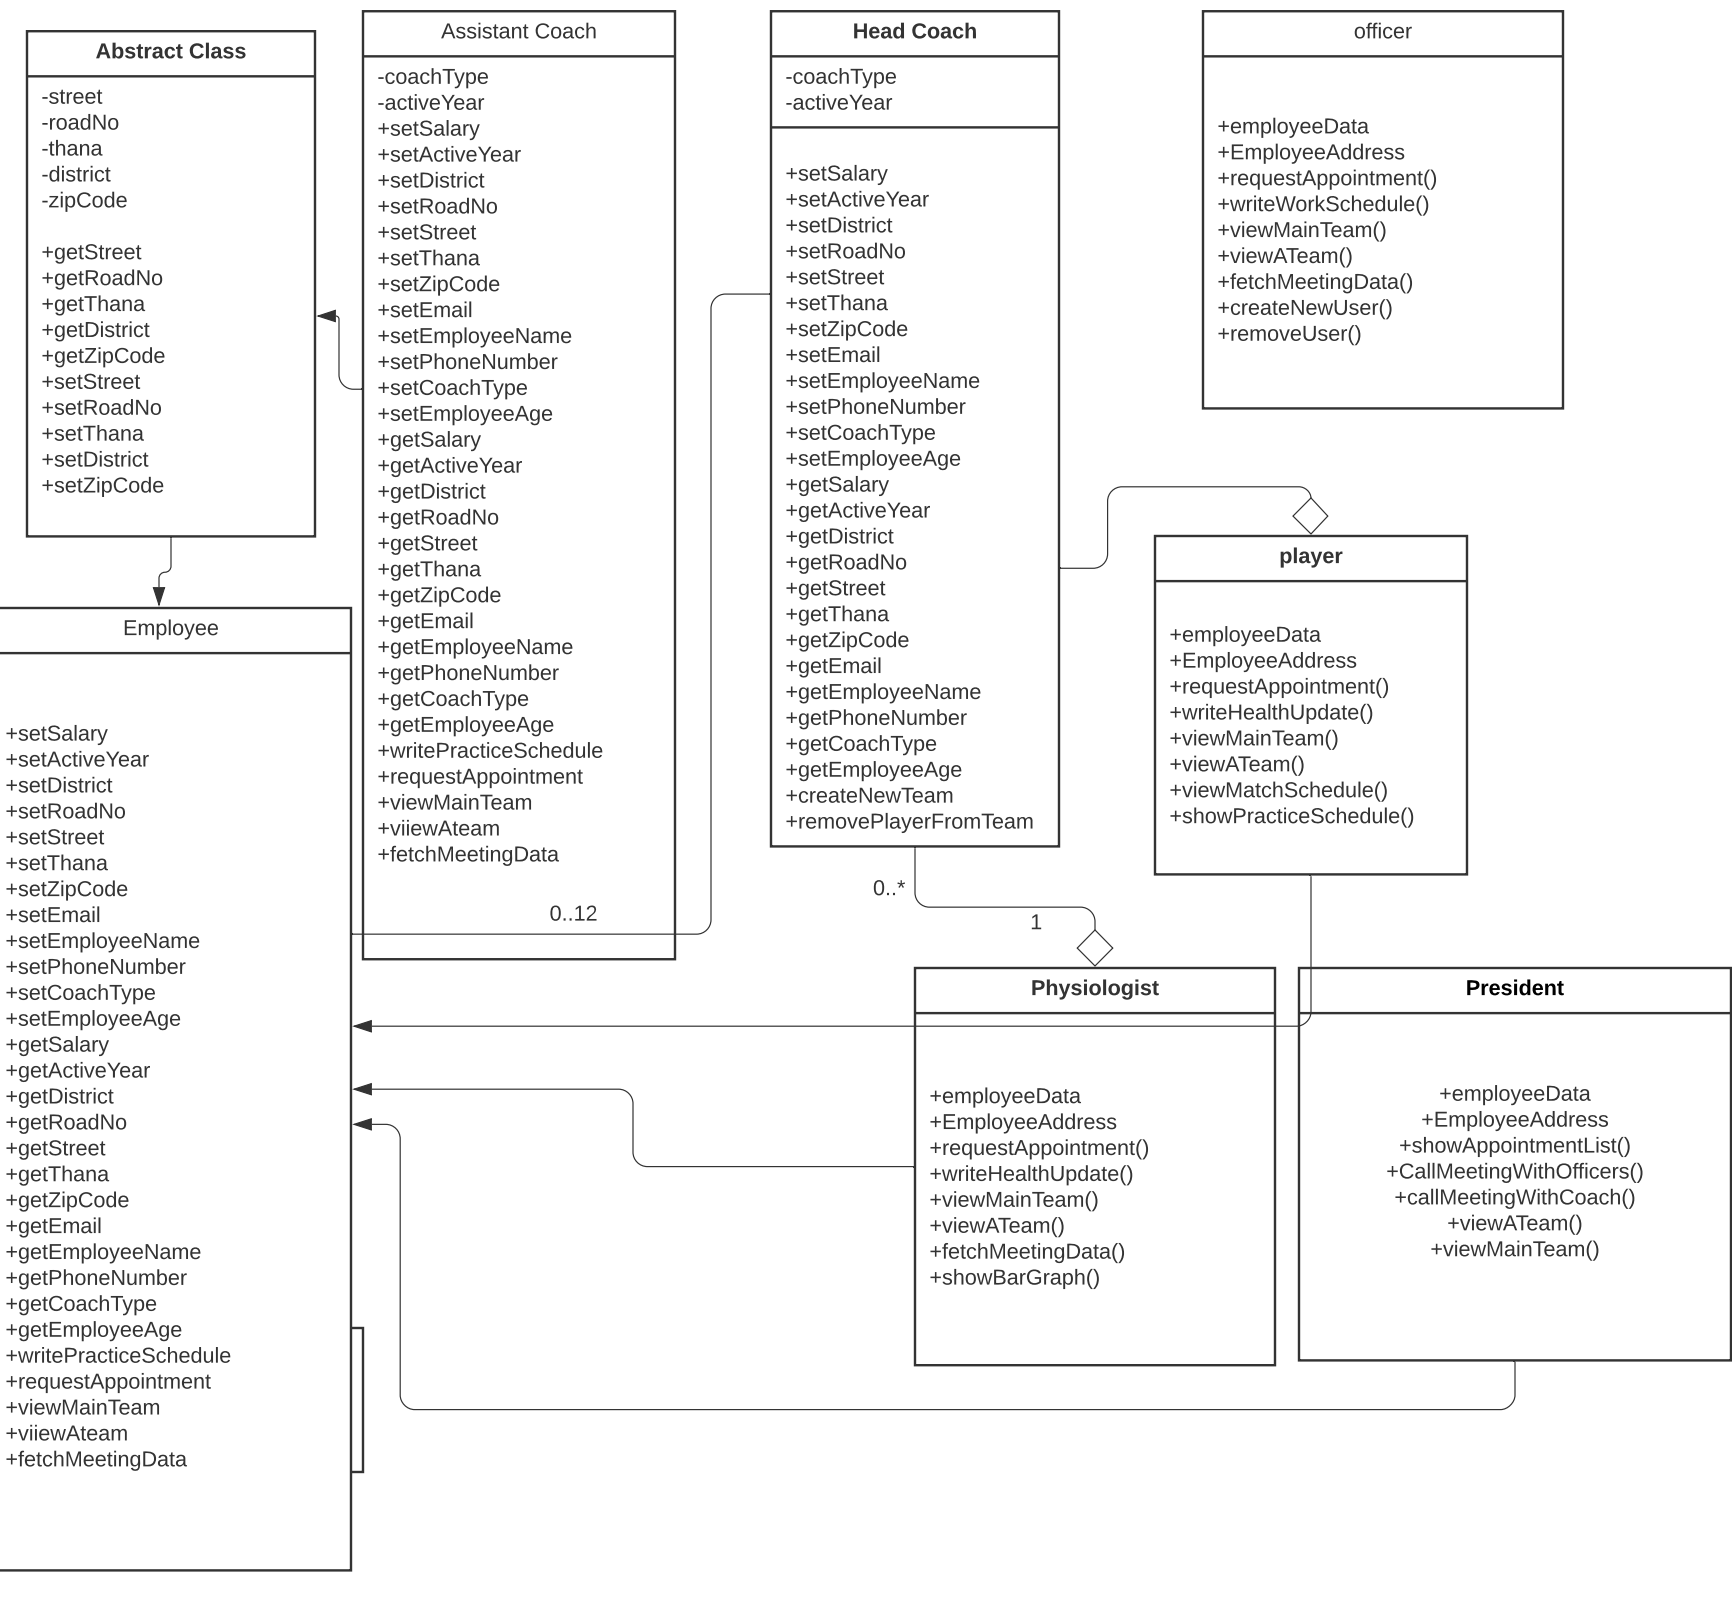 Abstract Class
-street
-roadNo
-thana
-district
-zipCode
+getStreet
+getRoadNo
+getThana
+getDistrict
+getZipCode
+setStreet
+setRoadNo
+setThana
+setDistrict
+setZipCode
Assistant Coach
-coachType
-activeYear
+setSalary
+setActiveYear
+setDistrict
+setRoadNo
+setStreet
+setThana
+setZipCode
+setEmail
+setEmployeeName
+setPhoneNumber
+setCoachType
+setEmployeeAge
+getSalary
+getActiveYear
+getDistrict
+getRoadNo
+getStreet
+getThana
+getZipCode
+getEmail
+getEmployeeName
+getPhoneNumber
+getCoachType
+getEmployeeAge
+writePracticeSchedule
+requestAppointment
+viewMainTeam
+viiewAteam
+fetchMeetingData
0..12
Head Coach
-coachType
-activeYear
+setSalary
+setActiveYear
+setDistrict
+setRoadNo
+setStreet
+setThana
+setZipCode
+setEmail
+setEmployeeName
+setPhoneNumber
+setCoachType
+setEmployeeAge
+getSalary
+getActiveYear
+getDistrict
+getRoadNo
+getStreet
+getThana
+getZipCode
+getEmail
+getEmployeeName
+getPhoneNumber
+getCoachType
+getEmployeeAge
+createNewTeam
+removePlayerFromTeam
0..*
1
officer
+employeeData
+EmployeeAddress
+requestAppointment()
+writeWorkSchedule()
+viewMainTeam()
+viewATeam()
+fetchMeetingData()
+createNewUser()
+removeUser()
player
+employeeData
+EmployeeAddress
+requestAppointment()
+writeHealthUpdate()
+viewMainTeam()
+viewATeam()
+viewMatchSchedule()
+showPracticeSchedule()
Employee
+setSalary
+setActiveYear
+setDistrict
+setRoadNo
+setStreet
+setThana
+setZipCode
+setEmail
+setEmployeeName
+setPhoneNumber
+setCoachType
+setEmployeeAge
+getSalary
+getActiveYear
+getDistrict
+getRoadNo
+getStreet
+getThana
+getZipCode
+getEmail
+getEmployeeName
+getPhoneNumber
+getCoachType
+getEmployeeAge
+writePracticeSchedule
+requestAppointment
+viewMainTeam
+viiewAteam
+fetchMeetingData
Physiologist
+employeeData
+EmployeeAddress
+requestAppointment()
+writeHealthUpdate()
+viewMainTeam()
+viewATeam()
+fetchMeetingData()
+showBarGraph()
President
+employeeData
+EmployeeAddress
+showAppointmentList()
+CallMeetingWithOfficers()
+callMeetingWithCoach()
+viewATeam()
+viewMainTeam()